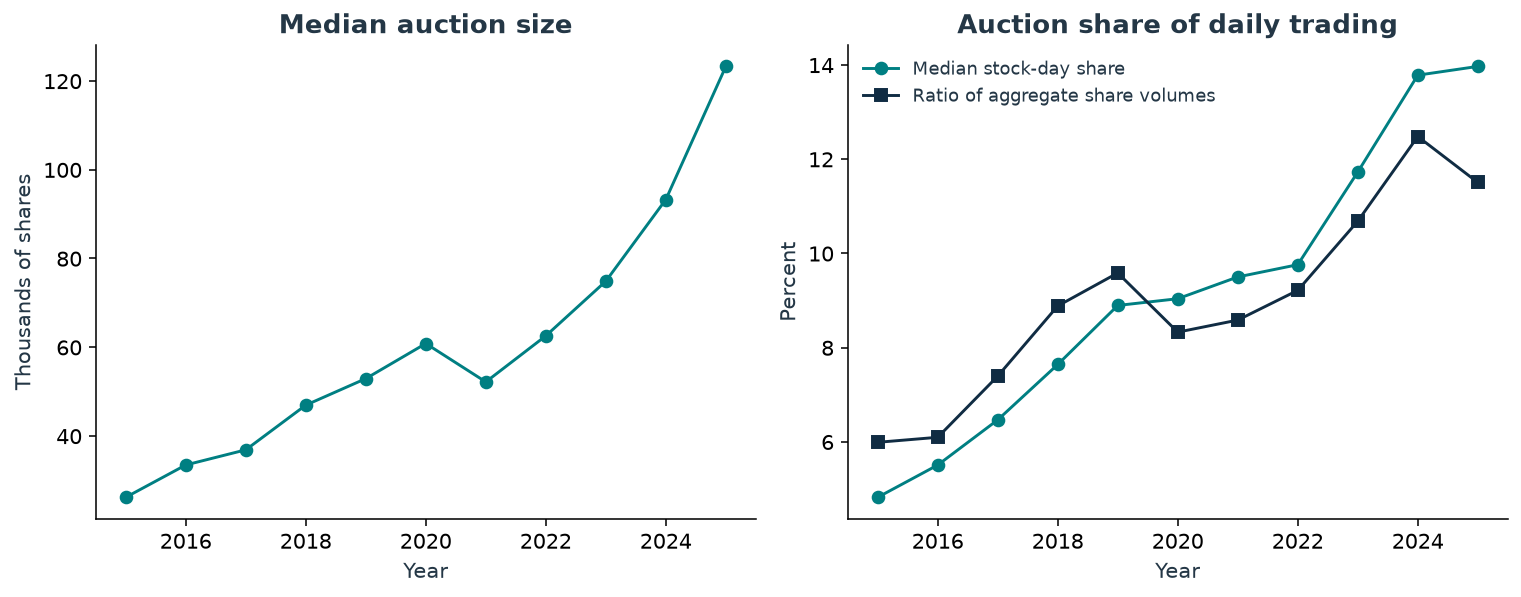 Median auction size
Thousands of shares
120
100
80
60
40
2016 2018 2020 2022 2024
Year
Auction share of daily trading
Median stock-day share
Ratio of aggregate share volumes
Percent
14
12
10
8
6
2016 2018 2020 2022 2024
Year